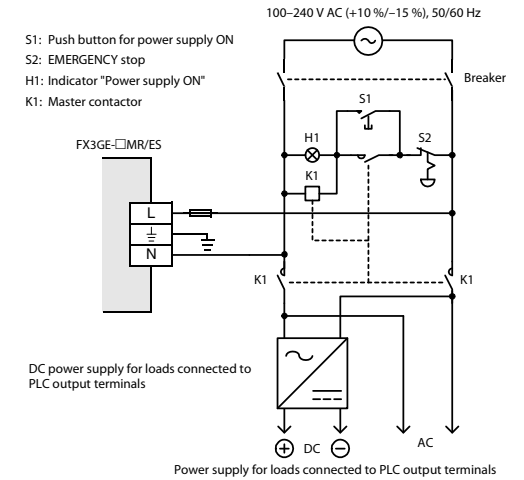 100–240 V AC (+10 %/–15 %), 50/60 Hz
S1: Push button for power supply ON
S2: EMERGENCY stop
H1: Indicator "Power supply ON"
K1: Master contactor
Breaker
S1
H1
S2
K1
FX3GE-□MR/ES
L
N
K1
K1
DC power supply for loads connected to
PLC output terminals
DC
AC
Power supply for loads connected to PLC output terminals